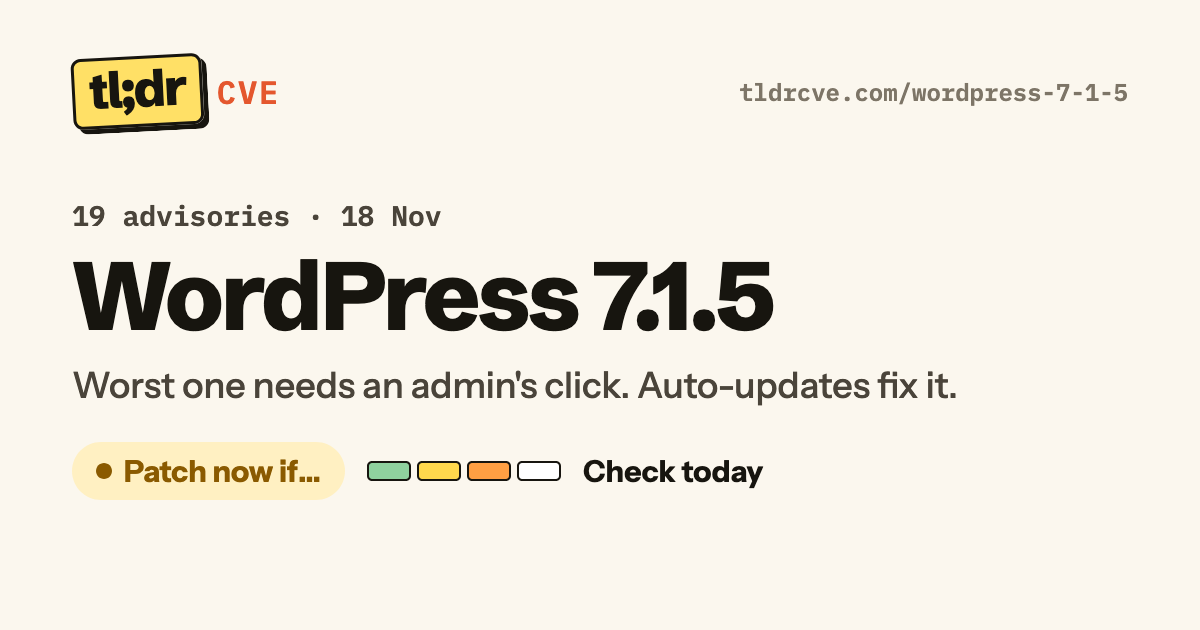 tl;dr CVE
tldrcve.com/wordpress-7-1-5
19 advisories · 18 Nov
WordPress 7.1.5
Worst one needs an admin's click. Auto-updates fix it.
Patch now if... Check today